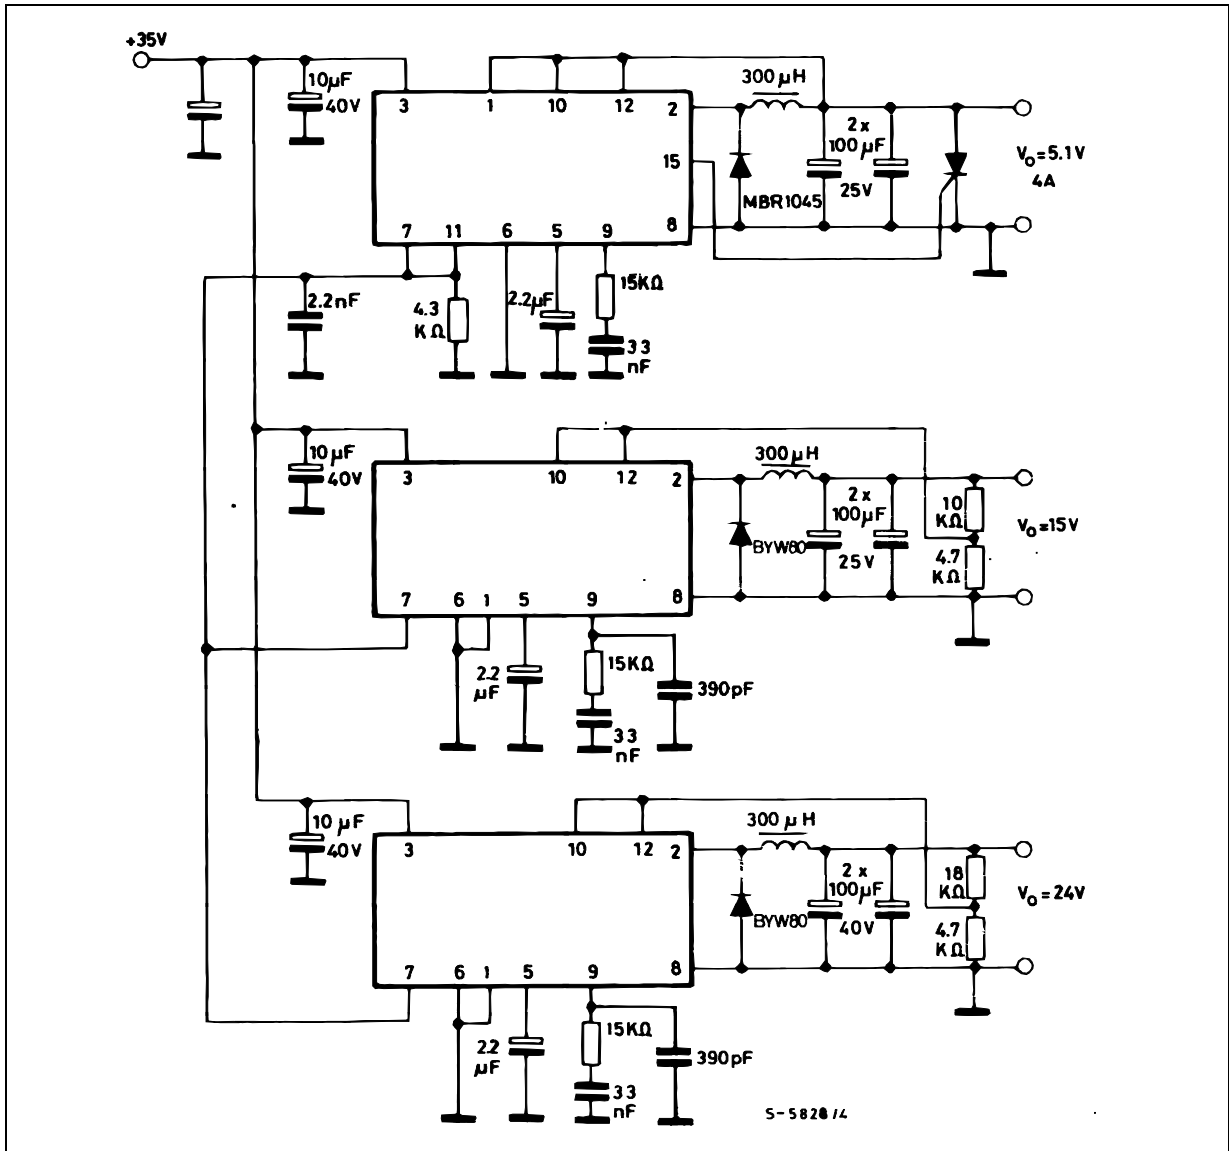 +35V
10µF
40V
3
1
10
12
2
15
8
7
11
6
5
9
300µH
MBR1045
2x
100µF
25V
Vo=5.1V
4A
2.2nF
4.3
KΩ
2.2µF
15KΩ
33
nF
10µF
40V
3
10
12
2
8
7
6
1
5
9
300µH
BYW80
2x
100µF
25V
10
KΩ
4.7
KΩ
Vo=15V
2.2
µF
15KΩ
33
nF
390pF
10µF
40V
3
10
12
2
8
7
6
1
5
9
300µH
BYW80
2x
100µF
40V
18
KΩ
4.7
KΩ
Vo=24V
2.2
µF
15KΩ
33
nF
390pF
S-5828/4